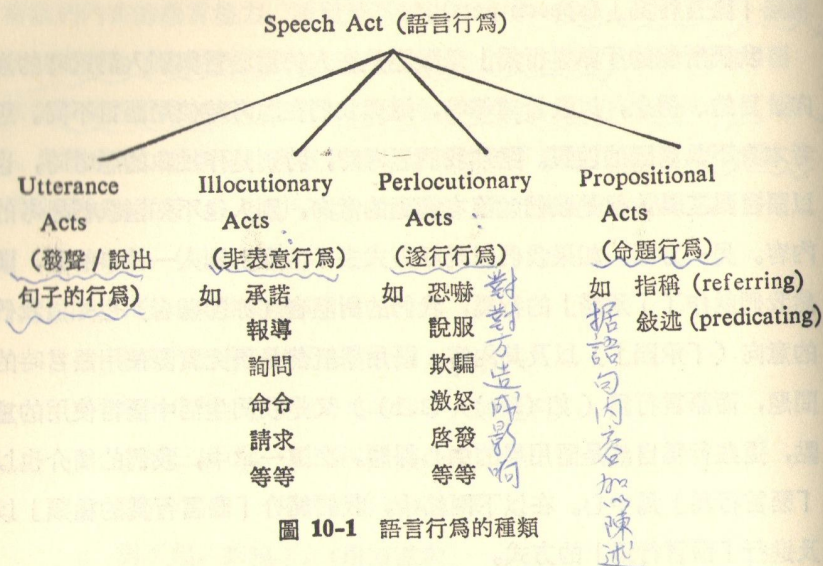 Speech Act (語言行爲)
Utterance Acts
(發聲/說出
句子的行爲)
Illocutionary
Acts
(非表意行爲)
如 承諾
報導
詢問
命令
請求
等等
Perlocutionary
Acts
(遂行行爲)
如 恐嚇
說服
欺騙
激怒
啓發
等等
對對方造成影响
Propositional
Acts
(命題行爲)
如 指稱 (referring)
敍述 (predicating)
据語句内容加以陳述
圖 10-1 語言行爲的種類